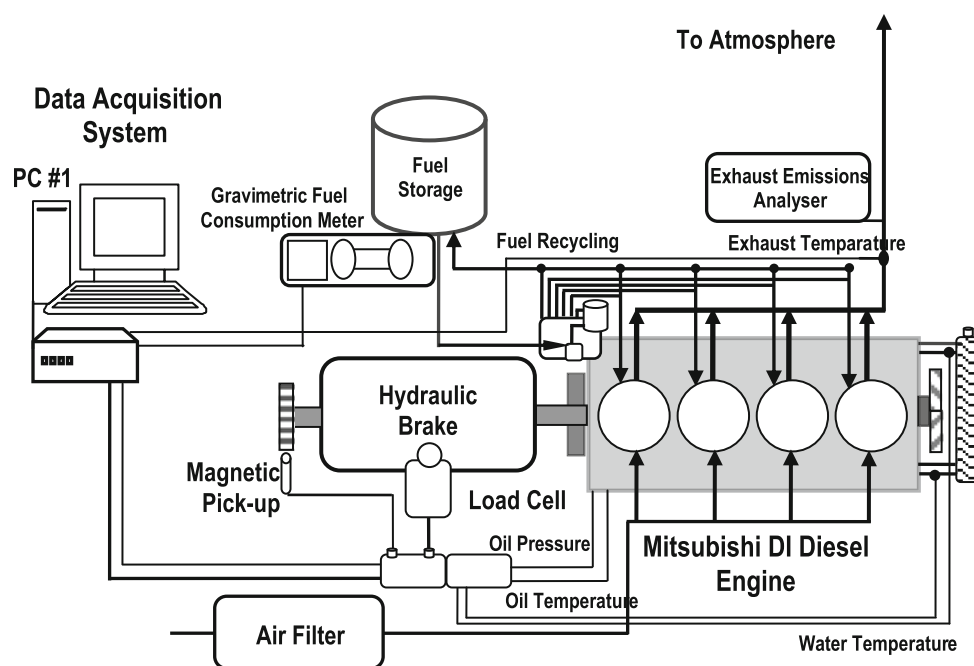 To Atmosphere
Data Acquisition
System
PC #1
Fuel
Storage
Gravimetric Fuel
Consumption Meter
Exhaust Emissions
Analyser
Fuel Recycling
Exhaust Temparature
Hydraulic
Brake
Magnetic
Pick-up
Load Cell
Oil Pressure
Mitsubishi DI Diesel
Engine
Oil Temperature
Air Filter
Water Temperature